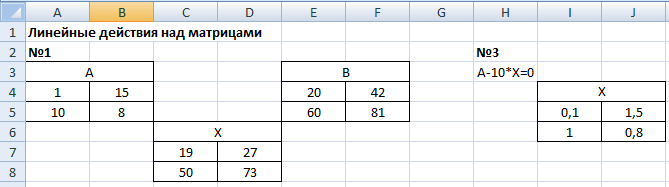 A B C D E F G H I J
1 Линейные действия над матрицами
2 №1 №3
3 A B A-10*X=0
4 1 15 20 42 X
5 10 8 60 81 0,1 1,5
6 X 1 0,8
7 19 27
8 50 73